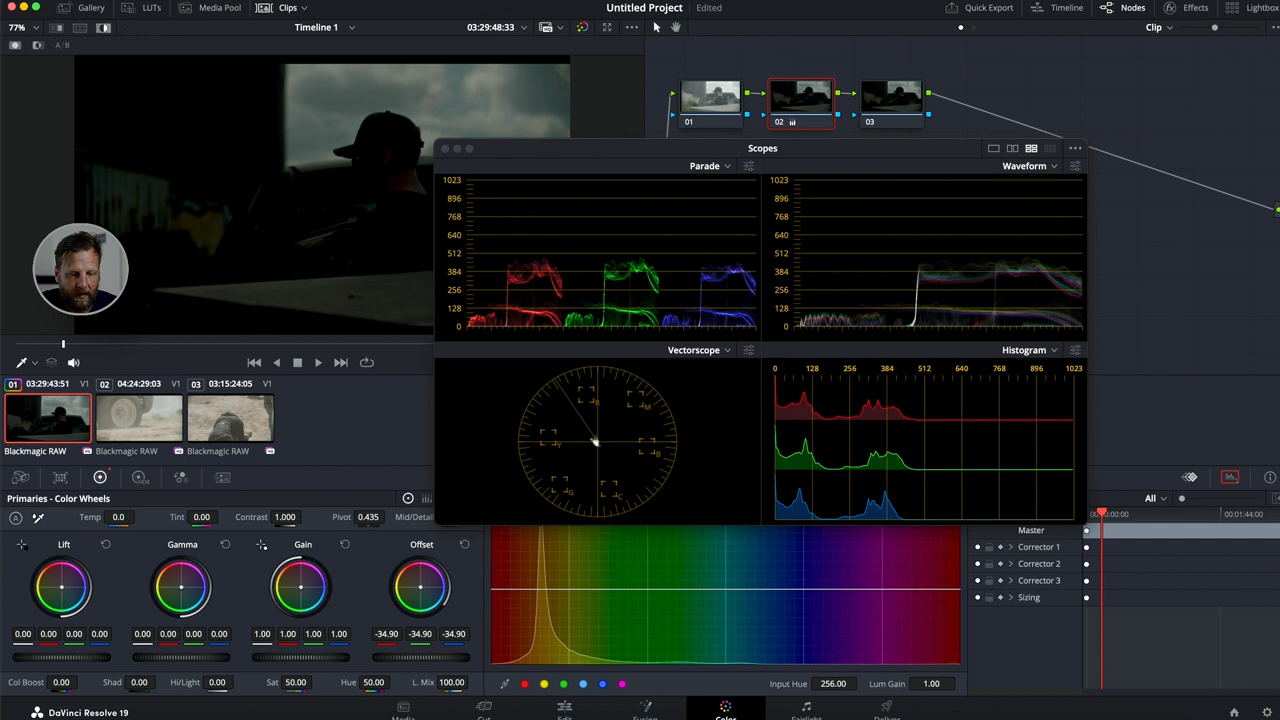 Gallery LUTs Media Pool Clips Untitled Project Edited Quick Export Timeline Nodes Effects Lightbox
77% Timeline 1 03:29:48:33 Clip
A/B
01 02 03
Scopes
Parade Waveform
1023 1023
896 896
768 768
640 640
512 512
384 384
256 256
128 128
0 0
Vectorscope Histogram
0 128 256 384 512 640 768 896 1023
R M Y B G C
01 03:29:43:51 V1 02 04:24:29:03 V1 03 03:15:24:05 V1
Blackmagic RAW Blackmagic RAW Blackmagic RAW
HDR
Primaries - Color Wheels All
Temp 0.0 Tint 0.00 Contrast 1.000 Pivot 0.435 Mid/Detail
00:01:44:00
Master
Lift Gamma Gain Offset
Corrector 1
Corrector 2
Corrector 3
Sizing
0.00 0.00 0.00 0.00 0.00 0.00 0.00 0.00 1.00 1.00 1.00 1.00 -34.90 -34.90 -34.90
Col Boost 0.00 Shad 0.00 Hi/Light 0.00 Sat 50.00 Hue 50.00 L. Mix 100.00 Input Hue 256.00 Lum Gain 1.00
DaVinci Resolve 19 Media Cut Edit Fusion Color Fairlight Deliver